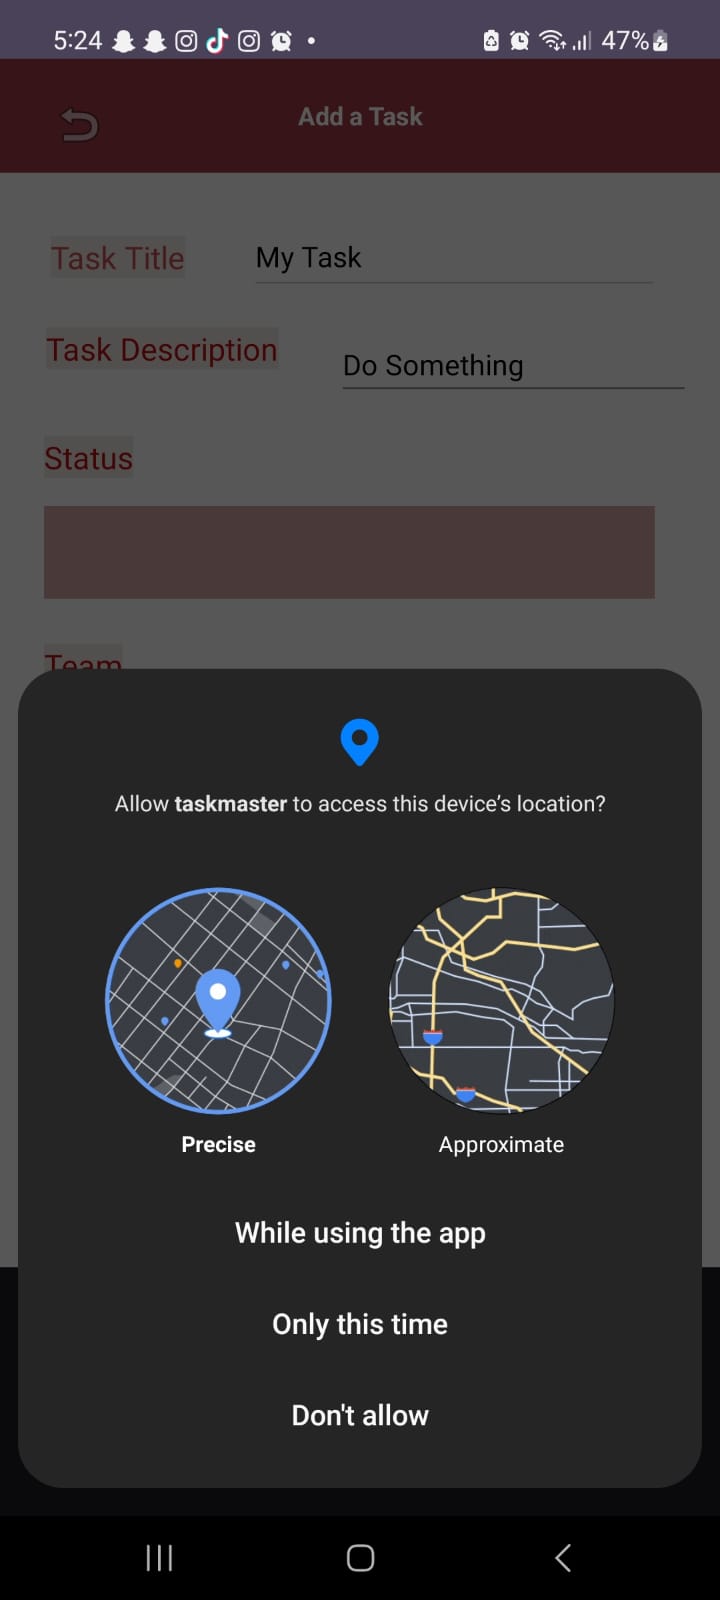 5:24 47%
Add a Task
Task Title My Task
Task Description Do Something
Status
Team
Allow taskmaster to access this device's location?
Precise Approximate
While using the app
Only this time
Don't allow